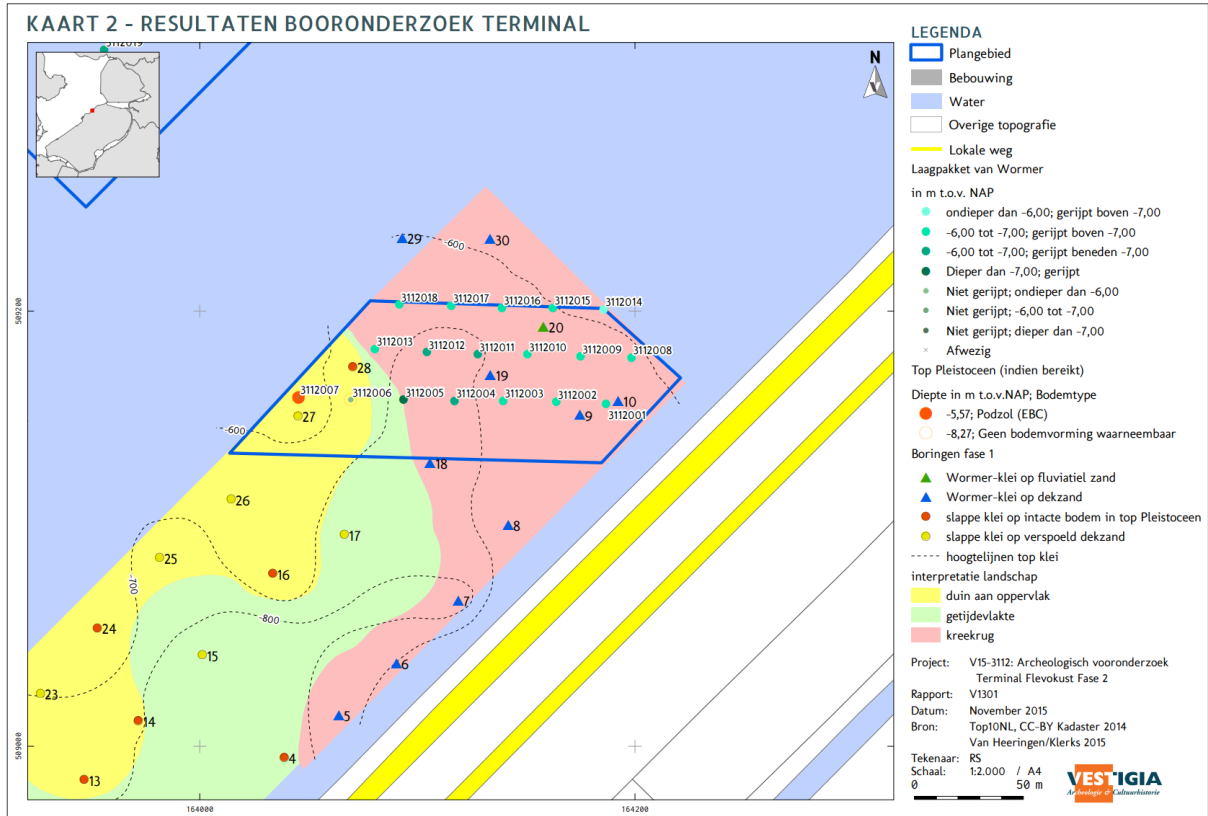 KAART 2 - RESULTATEN BOORONDERZOEK TERMINAL
3112019
N
509200
509000
164000
164200
29
30
-600
3112018
3112017
3112016
3112015
3112014
20
3112013
3112012
3112011
3112010
3112009
3112008
28
19
3112007
3112006
3112005
3112004
3112003
3112002
10
27
9
3112001
-600
18
26
17
8
25
16
-700
7
-800
24
15
6
23
14
5
4
13
LEGENDA
Plangebied
Bebouwing
Water
Overige topografie
Lokale weg
Laagpakket van Wormer
in m t.o.v. NAP
ondieper dan -6,00; gerijpt boven -7,00
-6,00 tot -7,00; gerijpt boven -7,00
-6,00 tot -7,00; gerijpt beneden -7,00
Dieper dan -7,00; gerijpt
Niet gerijpt; ondieper dan -6,00
Niet gerijpt; -6,00 tot -7,00
Niet gerijpt; dieper dan -7,00
Afwezig
Top Pleistoceen (indien bereikt)
Diepte in m t.o.v.NAP; Bodemtype
-5,57; Podzol (EBC)
-8,27; Geen bodemvorming waarneembaar
Boringen fase 1
Wormer-klei op fluviatiel zand
Wormer-klei op dekzand
slappe klei op intacte bodem in top Pleistoceen
slappe klei op verspoeld dekzand
hoogtelijnen top klei
interpretatie landschap
duin aan oppervlak
getijdevlakte
kreekrug
Project: V15-3112: Archeologisch vooronderzoek
Terminal Flevokust Fase 2
Rapport: V1301
Datum: November 2015
Bron: Top10NL, CC-BY Kadaster 2014
Van Heeringen/Klerks 2015
Tekenaar: RS
Schaal: 1:2.000 / A4
0 50 m
VESTIGIA
Archeologie & Cultuurhistorie